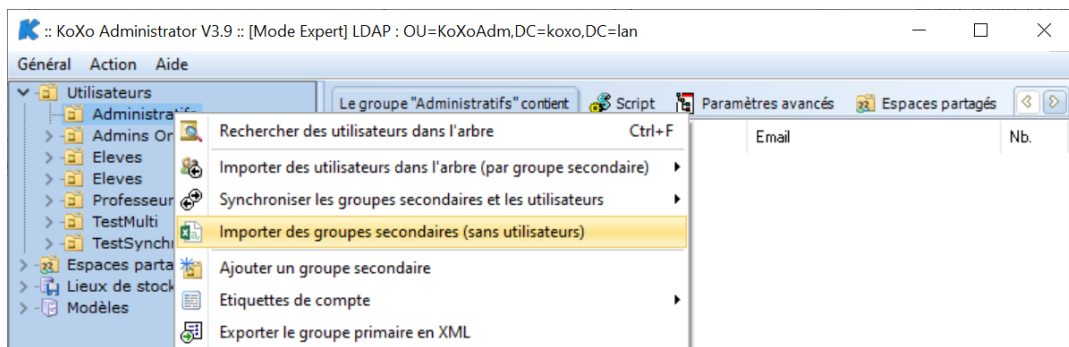 :: KoXo Administrator V3.9 :: [Mode Expert] LDAP : OU=KoXoAdm,DC=koxo,DC=lan
Général Action Aide
Utilisateurs
Administra
Admins Or
Eleves
Eleves
Professeur
TestMulti
TestSynchr
Espaces parta
Lieux de stock
Modèles
Le groupe "Administratifs" contient Script Paramètres avancés Espaces partagés
Email Nb.
Rechercher des utilisateurs dans l'arbre Ctrl+F
Importer des utilisateurs dans l'arbre (par groupe secondaire)
Synchroniser les groupes secondaires et les utilisateurs
Importer des groupes secondaires (sans utilisateurs)
Ajouter un groupe secondaire
Etiquettes de compte
Exporter le groupe primaire en XML